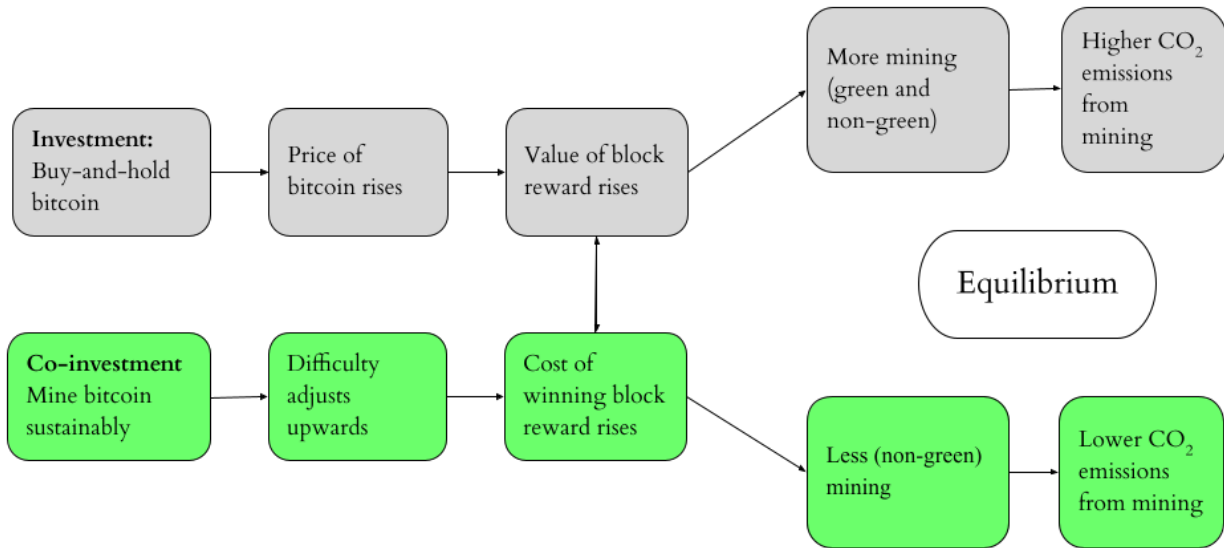 Investment:
Buy-and-hold
bitcoin
Price of
bitcoin rises
Value of block
reward rises
More mining
(green and
non-green)
Higher CO₂
emissions
from
mining
Equilibrium
Co-investment
Mine bitcoin
sustainably
Difficulty
adjusts
upwards
Cost of
winning block
reward rises
Less (non-green)
mining
Lower CO₂
emissions
from mining